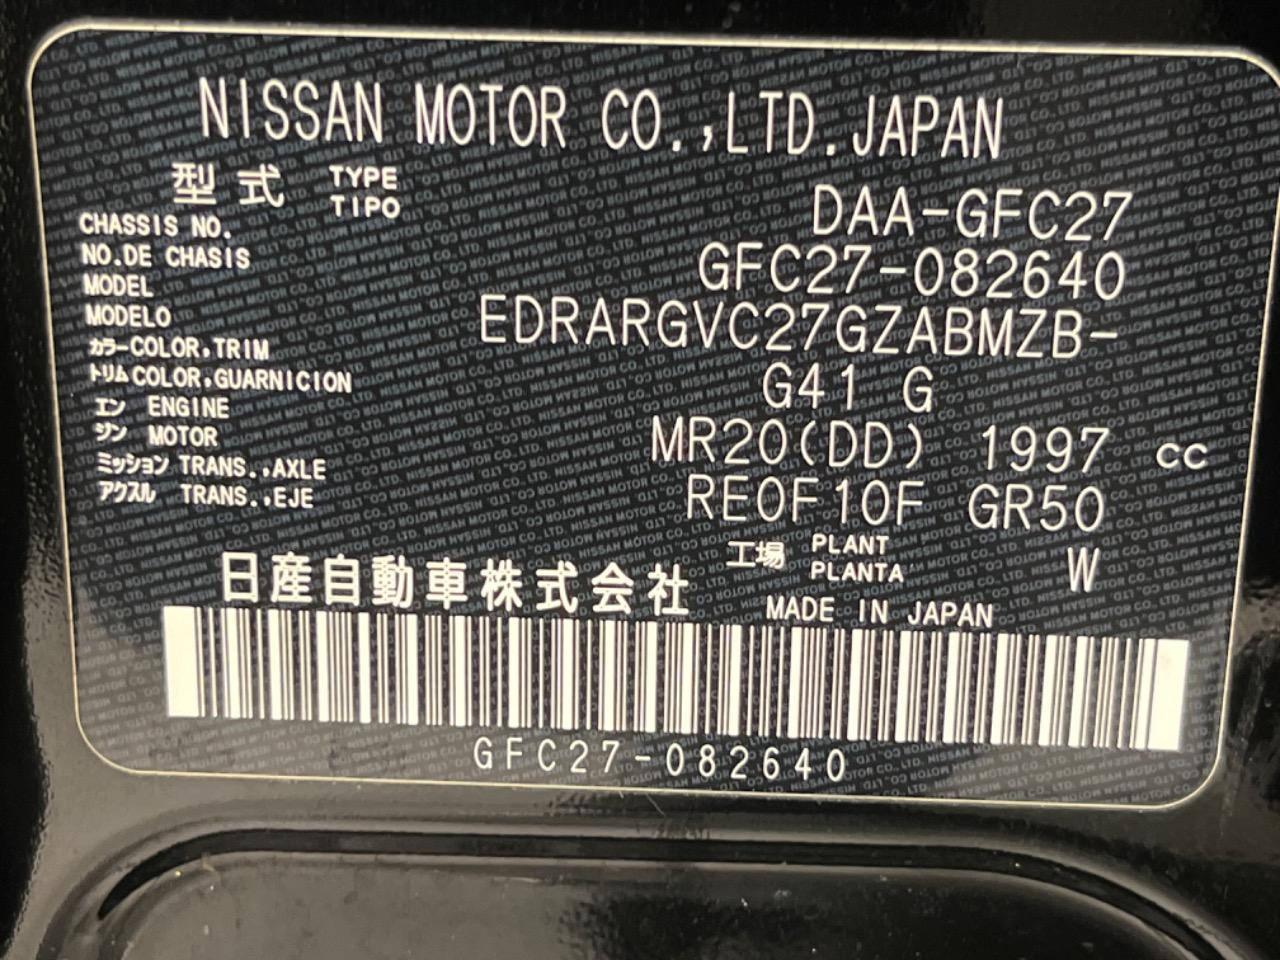 NISSAN MOTOR CO.,LTD.JAPAN
型式 TYPE
TIPO
DAA-GFC27
CHASSIS NO.
NO.DE CHASIS
GFC27-082640
MODEL
MODELO
EDRARGVC27GZABMZB-
カラー COLOR,TRIM
トリム COLOR,GUARNICION
G41 G
エン ENGINE
ジン MOTOR
MR20(DD) 1997 cc
ミッション TRANS.,AXLE
アクスル TRANS.,EJE
RE0F10F GR50
工場 PLANT
PLANTA
W
日産自動車株式会社
MADE IN JAPAN
GFC27-082640